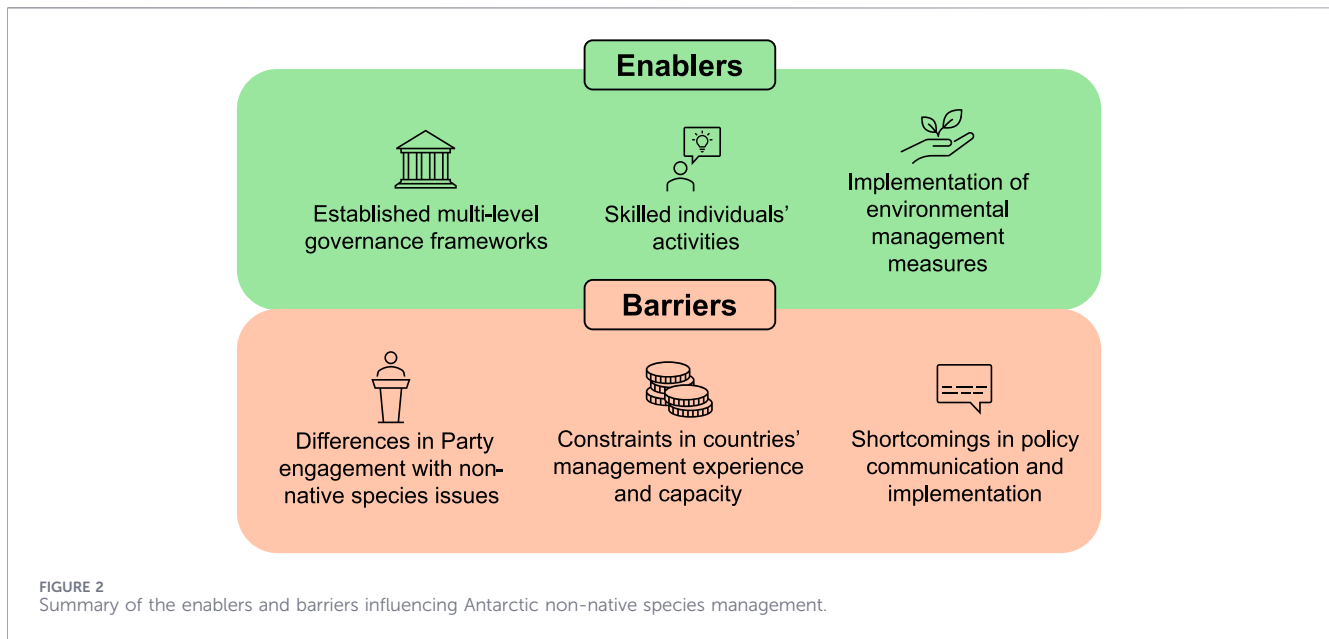 Enablers
Established multi-level
governance frameworks
Skilled individuals'
activities
Implementation of
environmental
management
measures
Barriers
Differences in Party
engagement with non-
native species issues
Constraints in countries'
management experience
and capacity
Shortcomings in policy
communication and
implementation
FIGURE 2
Summary of the enablers and barriers influencing Antarctic non-native species management.